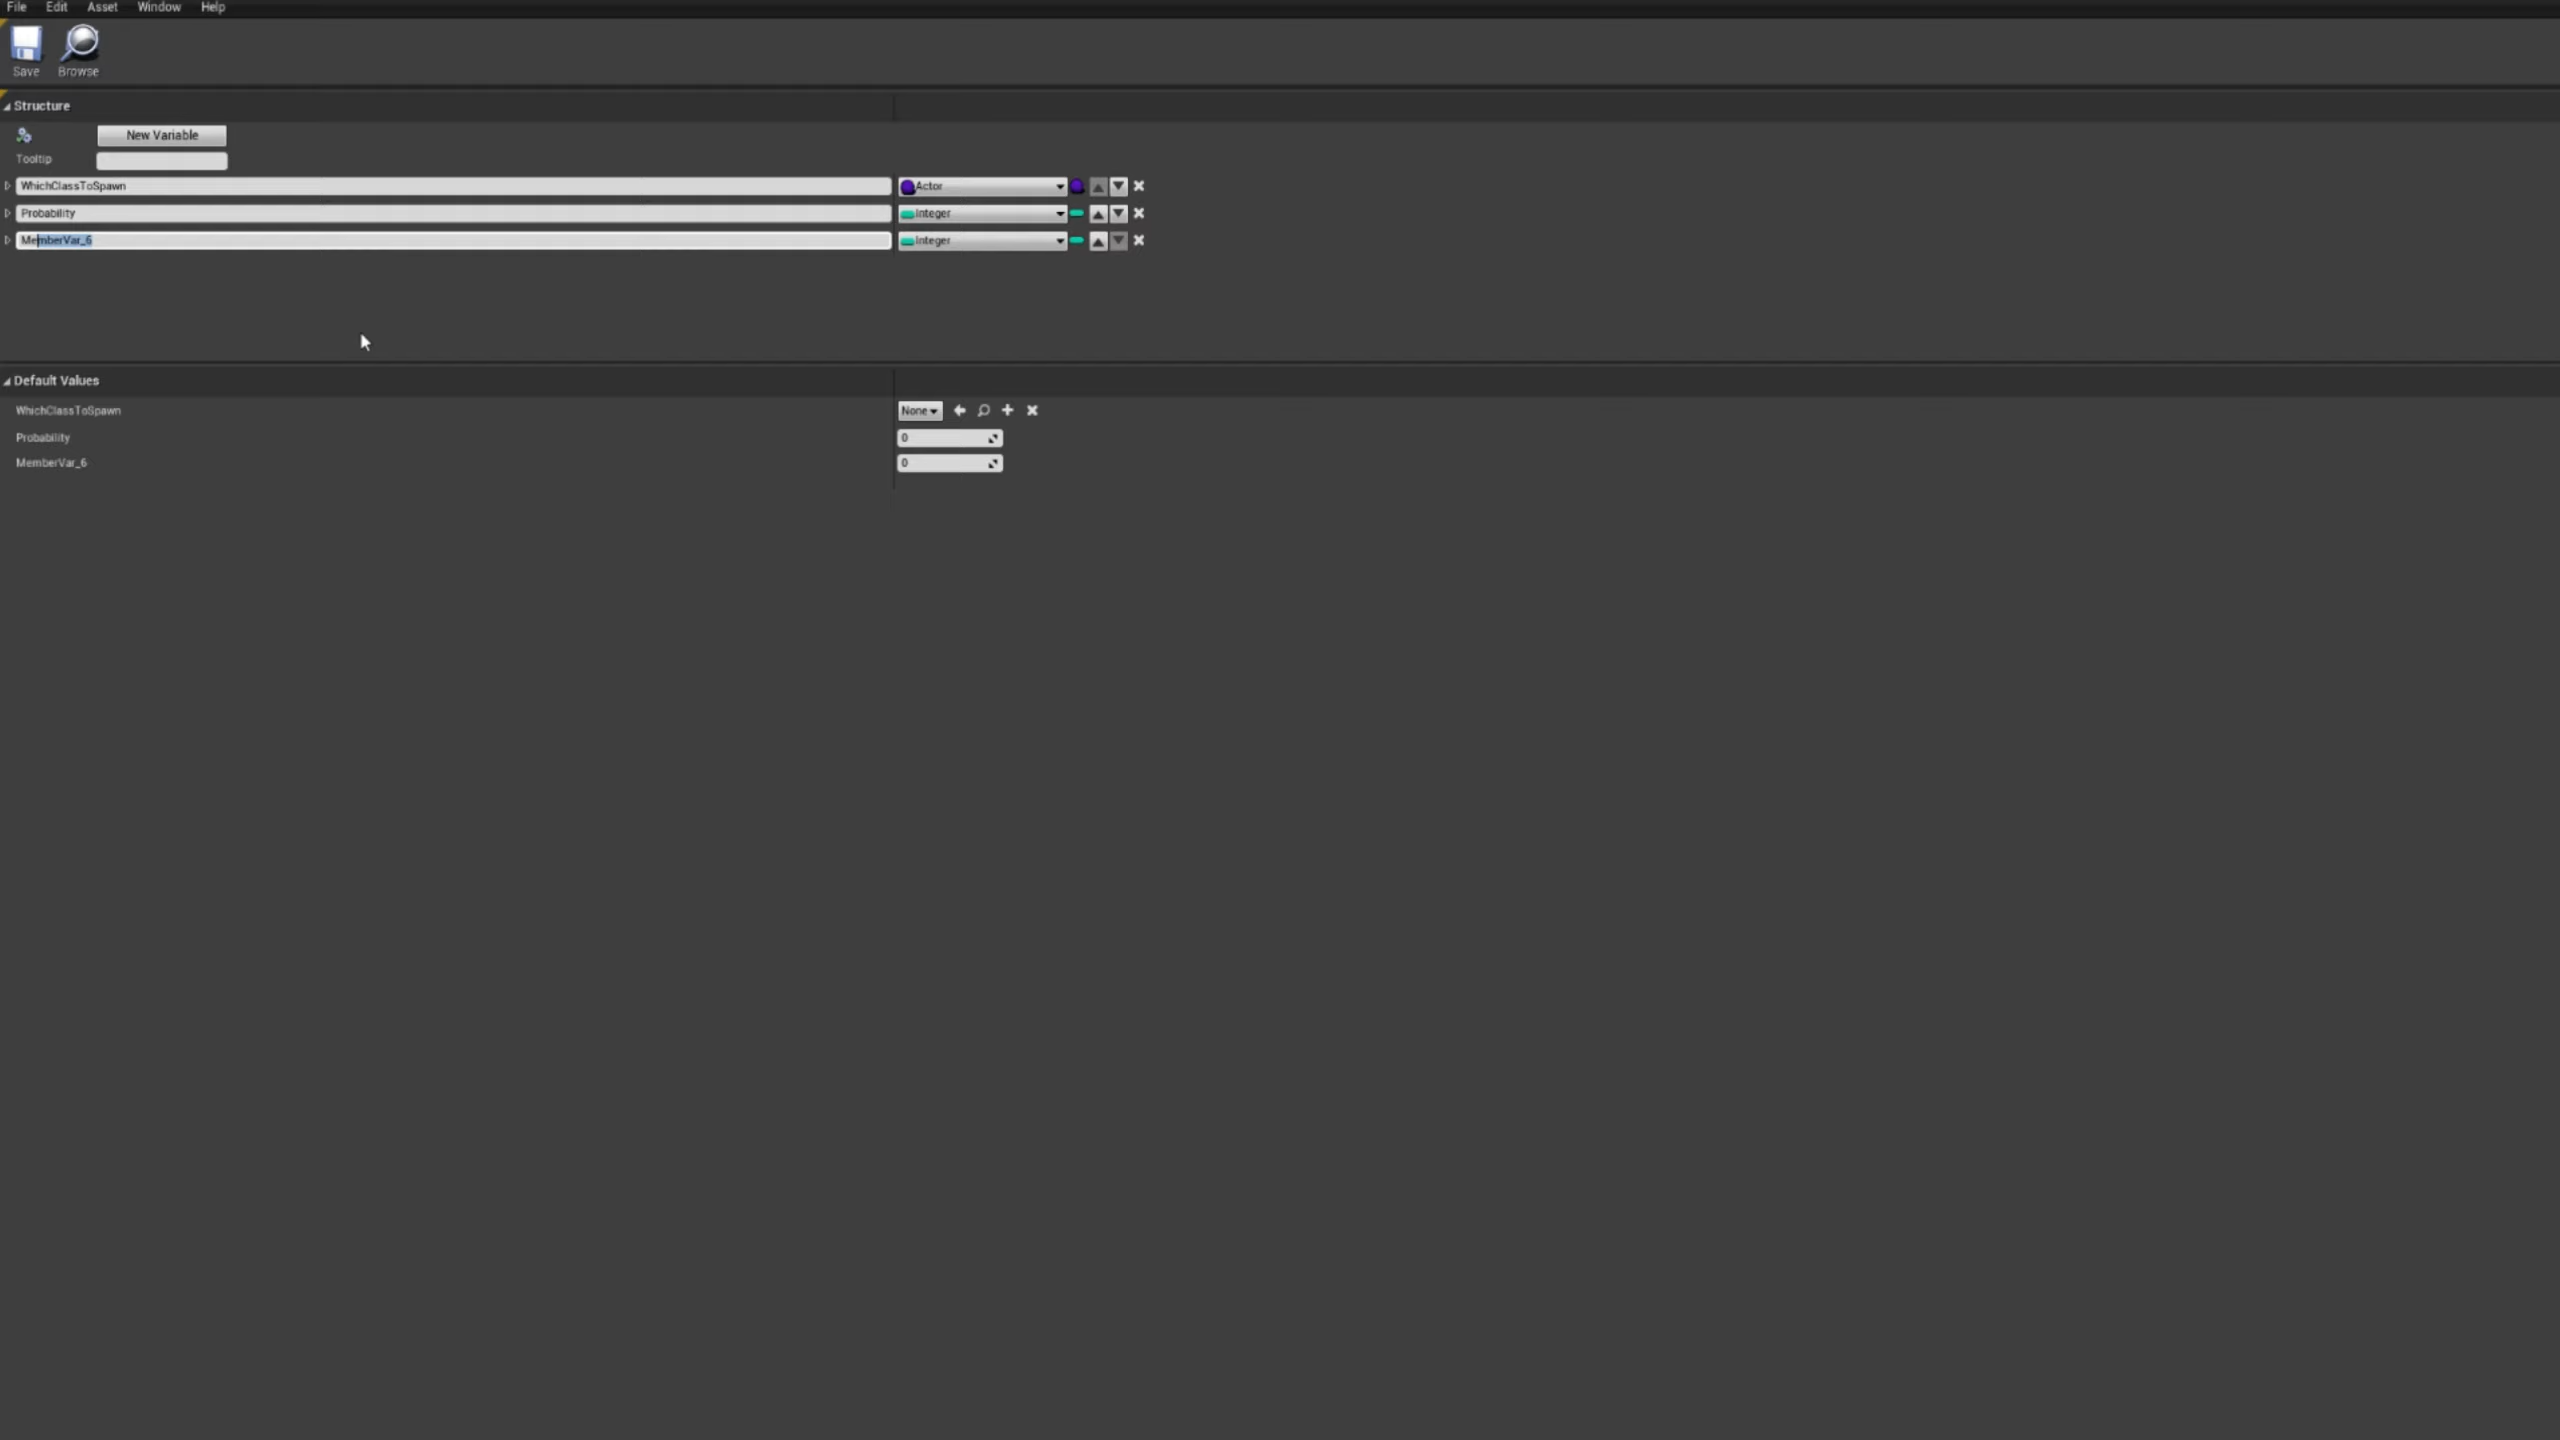 File Edit Asset Window Help
Save Browse
Structure
New Variable
Tooltip
WhichClassToSpawn Actor
Probability Integer
MemberVar_6 Integer
Default Values
WhichClassToSpawn None
Probability 0
MemberVar_6 0